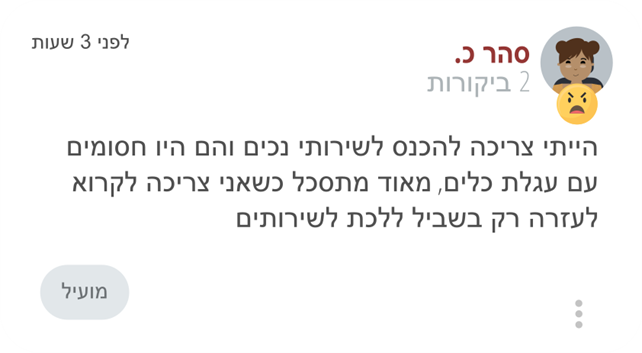 סהר כ.
2 ביקורות
לפני 3 שעות
הייתי צריכה להכנס לשירותי נכים והם היו חסומים
עם עגלת כלים, מאוד מתסכל כשאני צריכה לקרוא
לעזרה רק בשביל ללכת לשירותים
מועיל